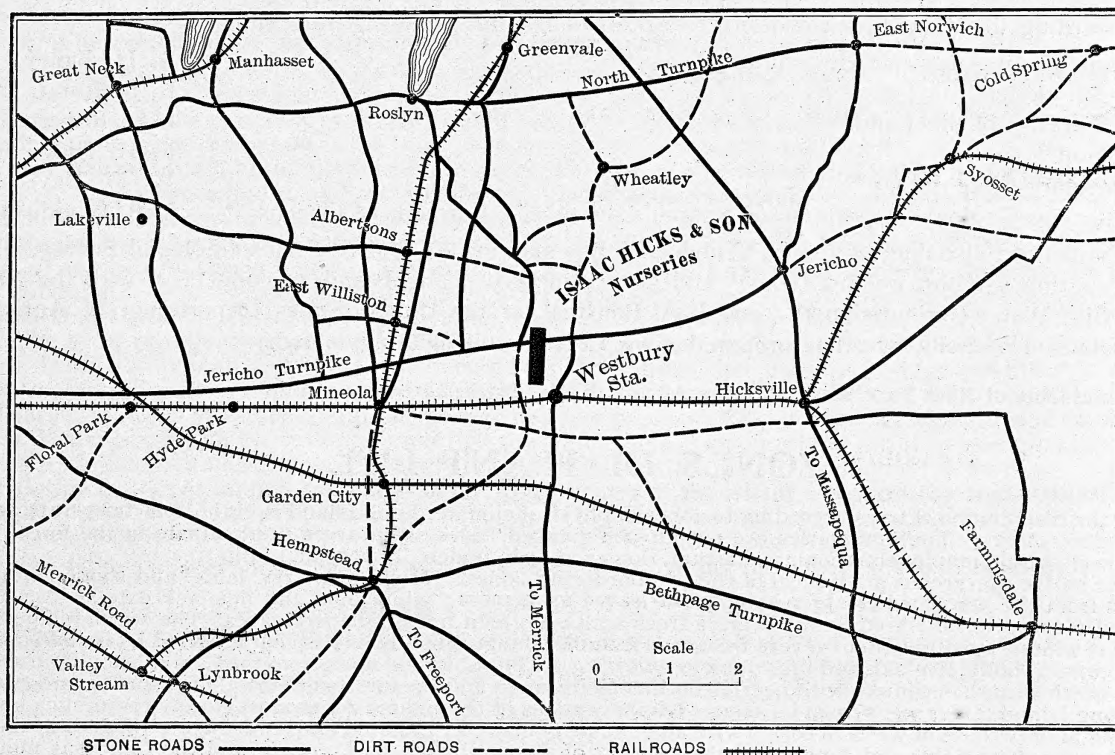 Great Neck
Manhasset
Greenvale
East Norwich
North Turnpike
Cold Spring
Roslyn
Wheatley
Syosset
Lakeville
Albertsons
ISAAC HICKS & SON
Nurseries
Jericho
East Williston
Jericho Turnpike
Westbury
Sta.
Mineola
Hicksville
Floral Park
Hyde Park
Garden City
To Massapequa
Farmingdale
Hempstead
Merrick Road
To Merrick
Bethpage Turnpike
Valley
Stream
Lynbrook
To Freeport
Scale
0 1 2
STONE ROADS DIRT ROADS RAILROADS